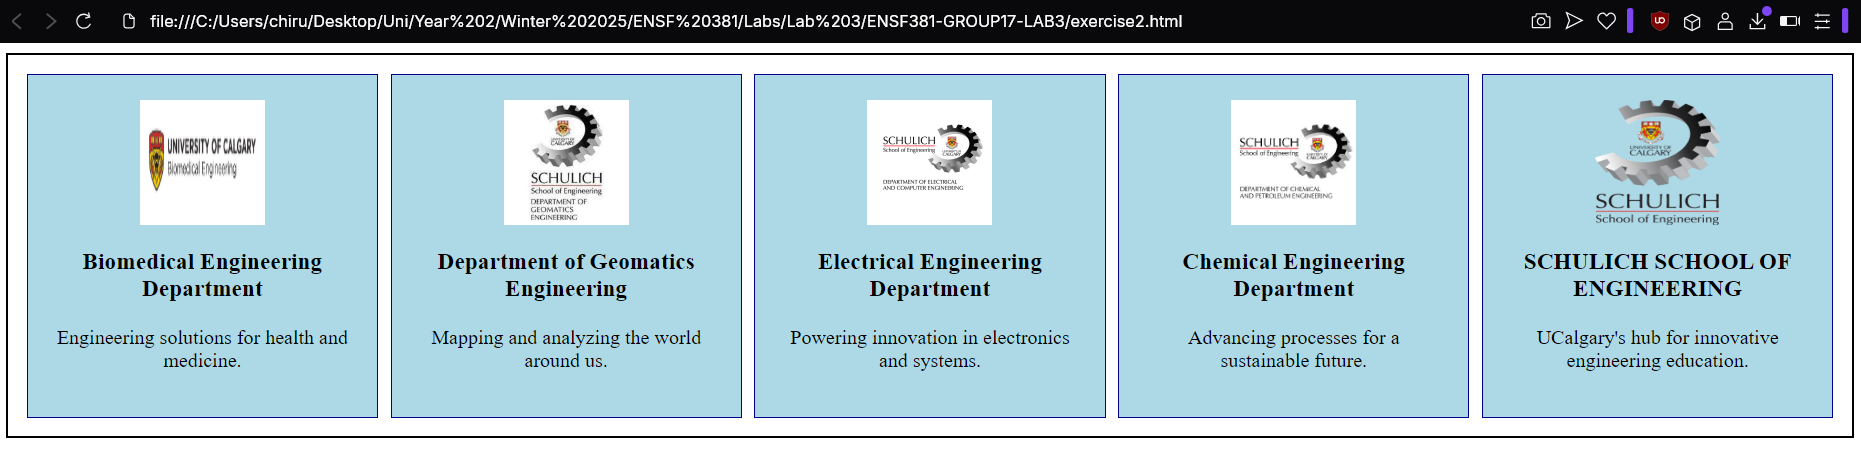 file:///C:/Users/chiru/Desktop/Uni/Year%202/Winter%202025/ENSF%20381/Labs/Lab%203/ENSF381-GROUP17-LAB3/exercise2.html
UNIVERSITY OF CALGARY
Biomedical Engineering
Biomedical Engineering
Department
Engineering solutions for health and
medicine.
UNIVERSITY OF
CALGARY
SCHULICH
School of Engineering
DEPARTMENT OF
GEOMATICS
ENGINEERING
Department of Geomatics
Engineering
Mapping and analyzing the world
around us.
SCHULICH
School of Engineering
UNIVERSITY OF
CALGARY
DEPARTMENT OF ELECTRICAL
AND COMPUTER ENGINEERING
Electrical Engineering
Department
Powering innovation in electronics
and systems.
SCHULICH
School of Engineering
UNIVERSITY OF
CALGARY
DEPARTMENT OF CHEMICAL
AND PETROLEUM ENGINEERING
Chemical Engineering
Department
Advancing processes for a
sustainable future.
UNIVERSITY OF
CALGARY
SCHULICH
School of Engineering
SCHULICH SCHOOL OF
ENGINEERING
UCalgary's hub for innovative
engineering education.